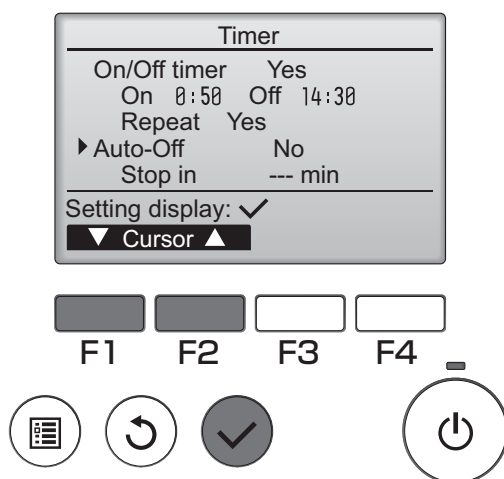 Timer
On/Off timer Yes
On 0:50 Off 14:30
Repeat Yes
Auto-Off No
Stop in --- min
Setting display: ✓
▼ Cursor ▲
F1 F2 F3 F4